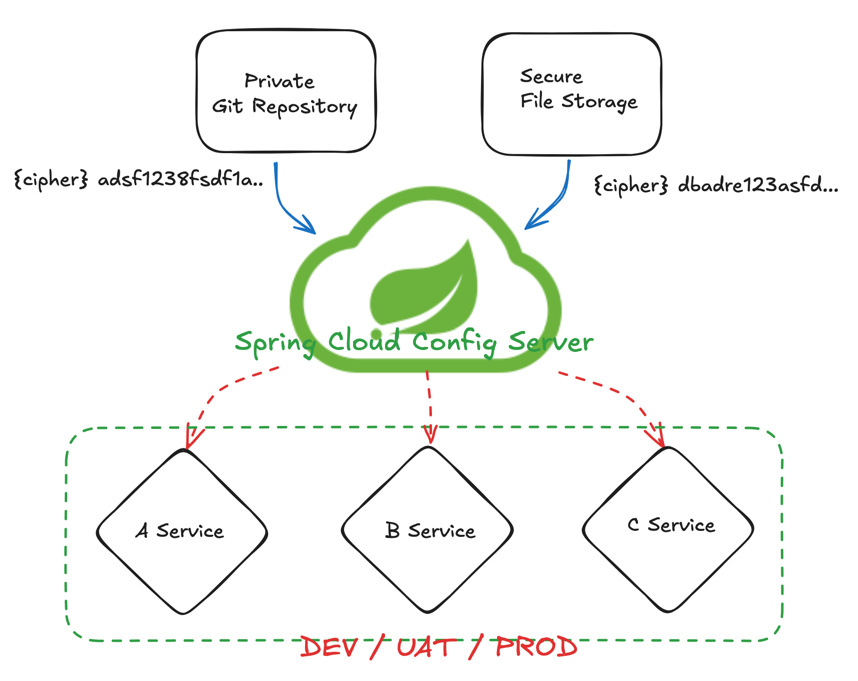 Private
Git Repository
Secure
File Storage
{cipher} adsf1238fsdf1a..
{cipher} dbadre123asfd...
Spring Cloud Config Server
A Service
B Service
C Service
DEV / UAT / PROD